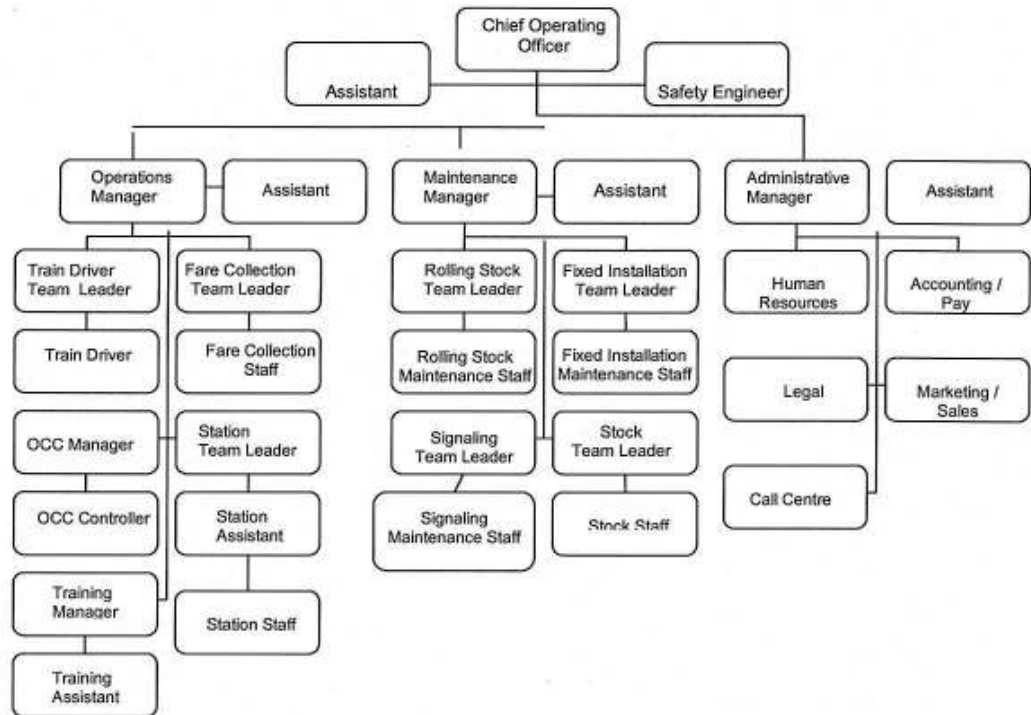 Chief Operating
Officer
Assistant
Safety Engineer
Operations
Manager
Assistant
Maintenance
Manager
Assistant
Administrative
Manager
Assistant
Train Driver
Team Leader
Fare Collection
Team Leader
Rolling Stock
Team Leader
Fixed Installation
Team Leader
Human
Resources
Accounting /
Pay
Train Driver
Fare Collection
Staff
Rolling Stock
Maintenance Staff
Fixed Installation
Maintenance Staff
Legal
Marketing /
Sales
OCC Manager
Station
Team Leader
Signaling
Team Leader
Stock
Team Leader
Call Centre
OCC Controller
Station
Assistant
Signaling
Maintenance Staff
Stock Staff
Training
Manager
Station Staff
Training
Assistant